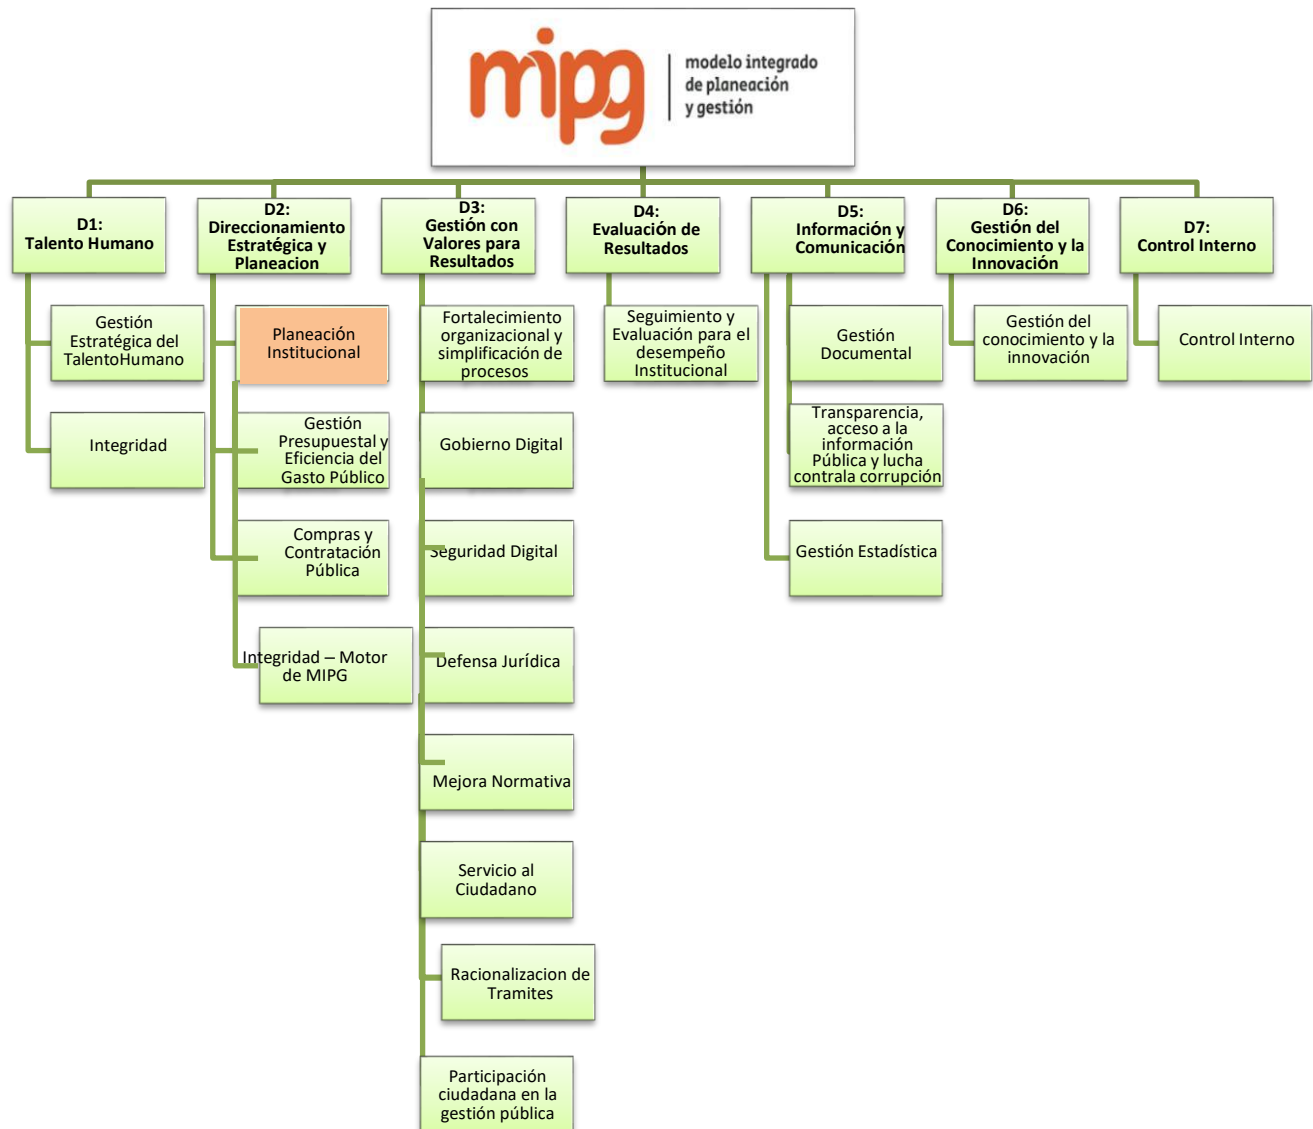 mipg
modelo integrado
de planeación
y gestión
D1:
Talento Humano
D2:
Direccionamiento
Estratégica y
Planeacion
D3:
Gestión con
Valores para
Resultados
D4:
Evaluación de
Resultados
D5:
Información y
Comunicación
D6:
Gestión del
Conocimiento y la
Innovación
D7:
Control Interno
Gestión
Estratégica del
TalentoHumano
Integridad
Planeación
Institucional
Gestión
Presupuestal y
Eficiencia del
Gasto Público
Compras y
Contratación
Pública
Integridad – Motor
de MIPG
Fortalecimiento
organizacional y
simplificación de
procesos
Gobierno Digital
Seguridad Digital
Defensa Jurídica
Mejora Normativa
Servicio al
Ciudadano
Racionalizacion de
Tramites
Participación
ciudadana en la
gestión pública
Seguimiento y
Evaluación para el
desempeño
Institucional
Gestión
Documental
Transparencia,
acceso a la
información
Pública y lucha
contrala corrupción
Gestión Estadística
Gestión del
conocimiento y la
innovación
Control Interno